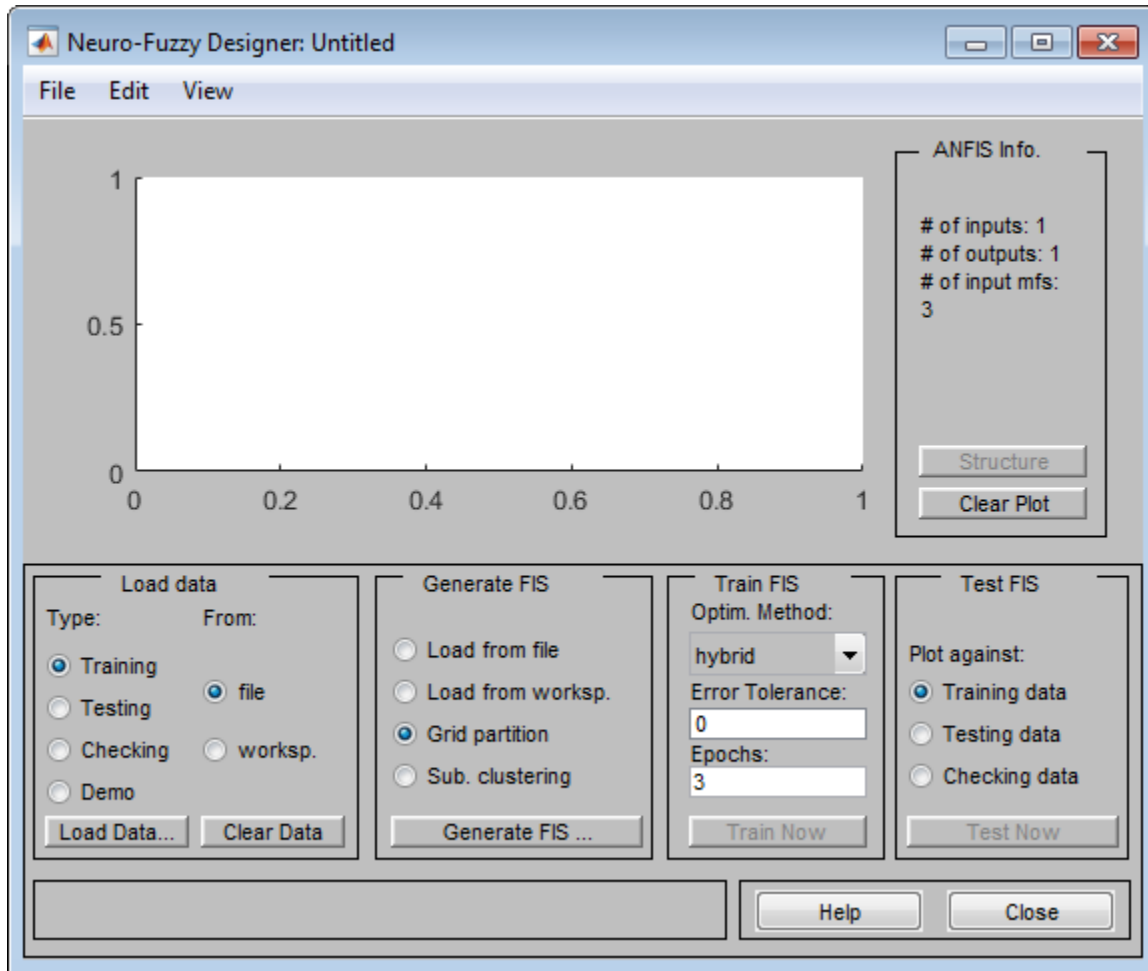 Neuro-Fuzzy Designer: Untitled
File Edit View
1
0.5
0
0 0.2 0.4 0.6 0.8 1
ANFIS Info.
# of inputs: 1
# of outputs: 1
# of input mfs:
3
Structure
Clear Plot
Load data
Type: From:
Training
file
Testing
Checking
worksp.
Demo
Load Data... Clear Data
Generate FIS
Load from file
Load from worksp.
Grid partition
Sub. clustering
Generate FIS ...
Train FIS
Optim. Method:
hybrid
Error Tolerance:
0
Epochs:
3
Train Now
Test FIS
Plot against:
Training data
Testing data
Checking data
Test Now
Help Close